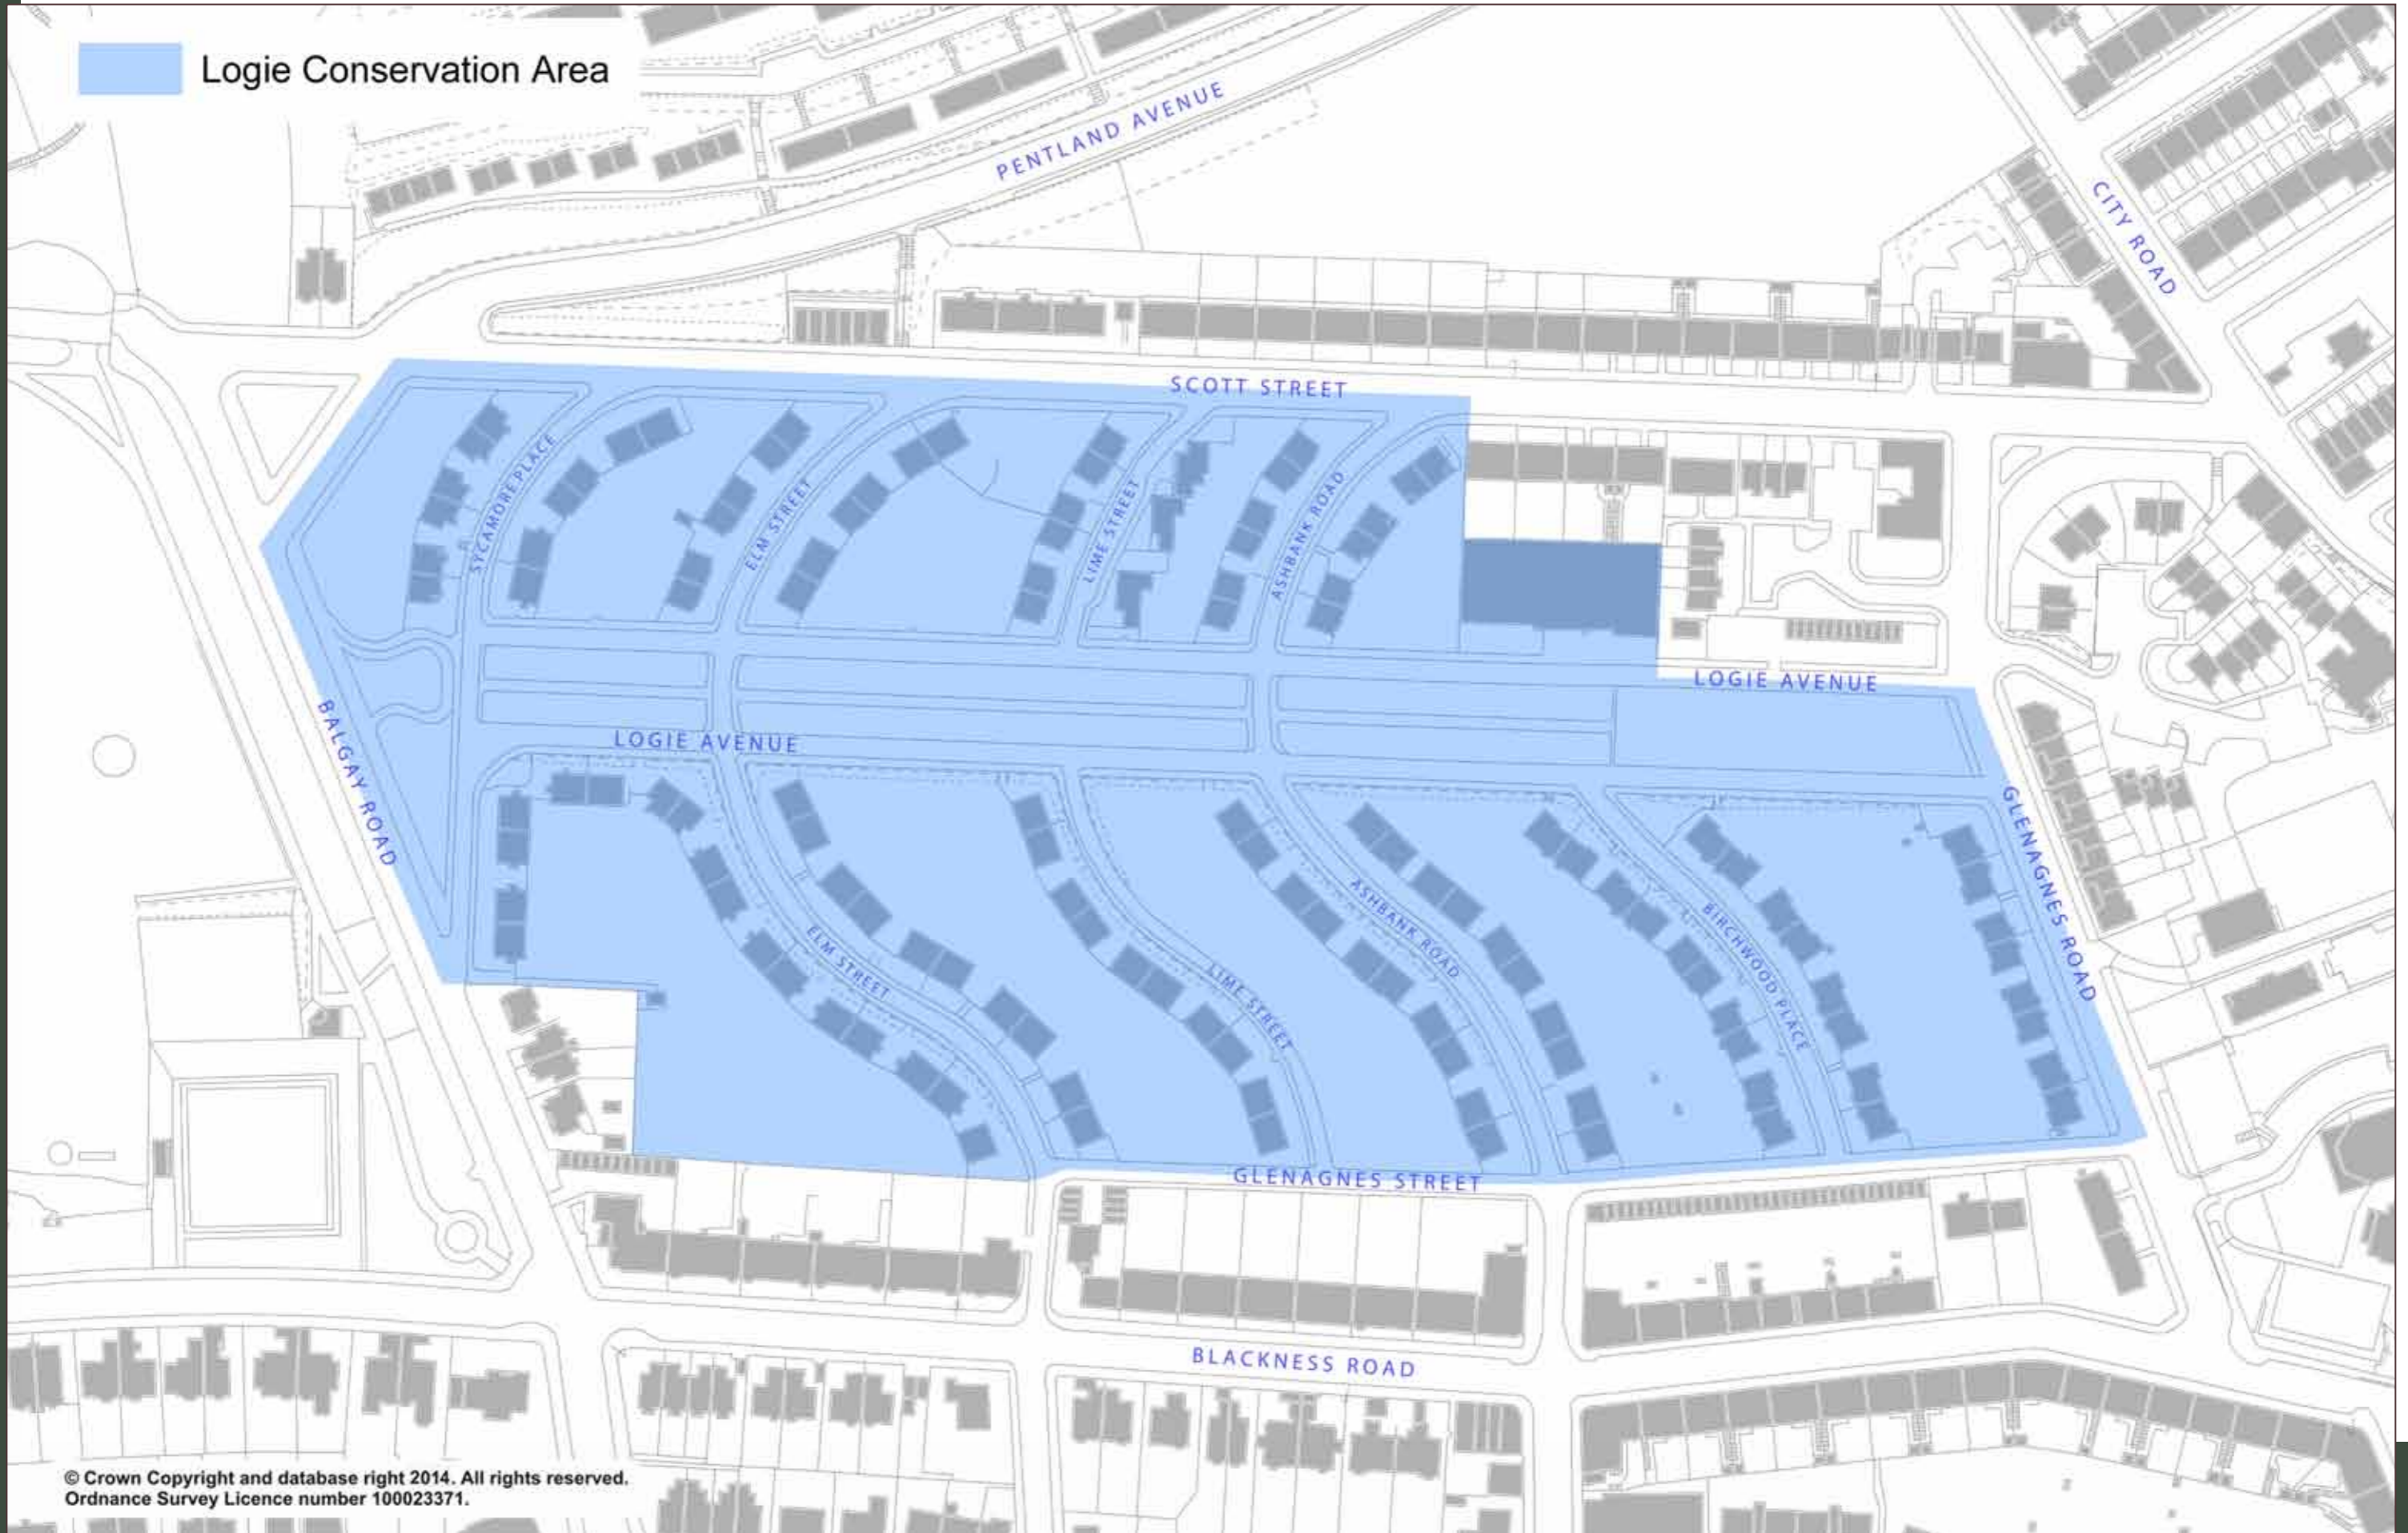 Logie Conservation Area
PENTLAND AVENUE
CITY ROAD
SCOTT STREET
SYCAMORE PLACE
ELM STREET
LIME STREET
ASHBANK ROAD
LOGIE AVENUE
LOGIE AVENUE
BALGAY ROAD
GLENAGNES ROAD
ELM STREET
LIME STREET
ASHBANK ROAD
BIRCHWOOD PLACE
GLENAGNES STREET
BLACKNESS ROAD
© Crown Copyright and database right 2014. All rights reserved.
Ordnance Survey Licence number 100023371.